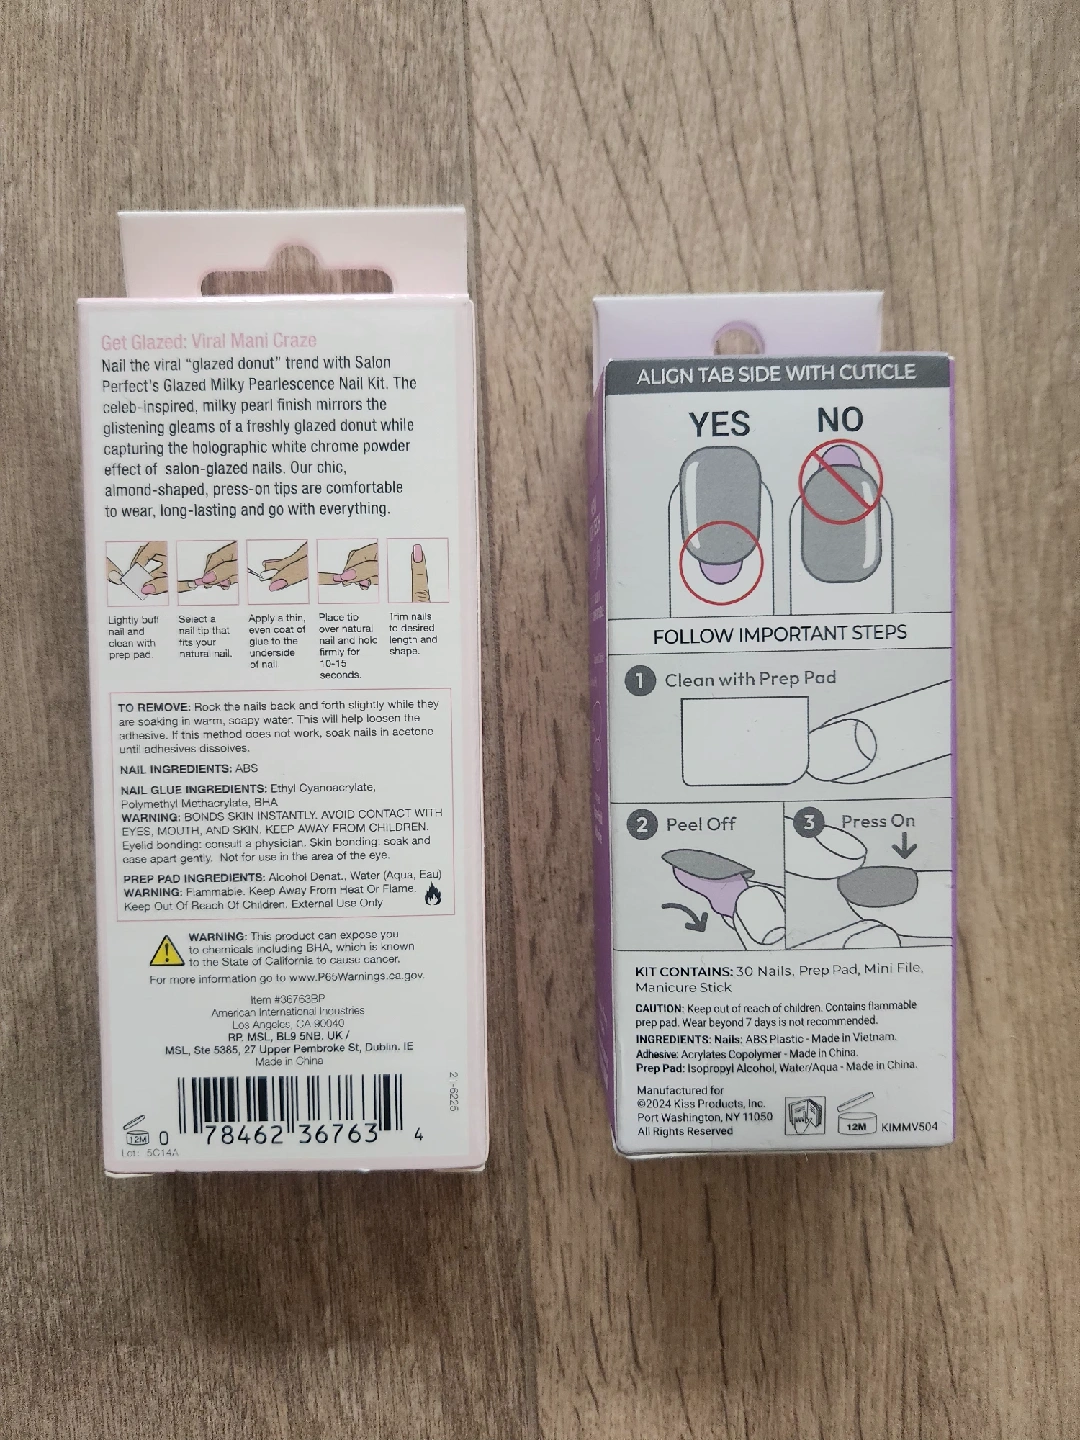 Get Glazed: Viral Mani Craze
Nail the viral "glazed donut" trend with Salon
Perfect's Glazed Milky Pearlescence Nail Kit. The
celeb-inspired, milky pearl finish mirrors the
glistening gleams of a freshly glazed donut while
capturing the holographic white chrome powder
effect of salon-glazed nails. Our chic,
almond-shaped, press-on tips are comfortable
to wear, long-lasting and go with everything.
Lightly buff
nail and
clean with
prep pad.
Select a
nail tip that
fits your
natural nail.
Apply a thin,
even coat of
glue to the
underside
of nail
Place tip
over natural
nail and hold
firmly for
10-15
seconds.
Trim nails
to desired
length and
shape.
TO REMOVE: Rock the nails back and forth slightly while they
are soaking in warm, soapy water. This will help loosen the
adhesive. If this method does not work, soak nails in acetone
until adhesives dissolves.
NAIL INGREDIENTS: ABS
NAIL GLUE INGREDIENTS: Ethyl Cyanoacrylate,
Polymethyl Methacrylate, BHA
WARNING: BONDS SKIN INSTANTLY. AVOID CONTACT WITH
EYES, MOUTH, AND SKIN. KEEP AWAY FROM CHILDREN.
Eyelid bonding: consult a physician. Skin bonding: soak and
ease apart gently. Not for use in the area of the eye.
PREP PAD INGREDIENTS: Alcohol Denat., Water (Aqua, Eau)
WARNING: Flammable. Keep Away From Heat Or Flame.
Keep Out Of Reach Of Children. External Use Only
WARNING: This product can expose you
to chemicals including BHA, which is known
to the State of California to cause cancer.
For more information go to www.P65Warnings.ca.gov.
Item #36763BP
American International Industries
Los Angeles, CA 90040
RP. MSL, BL9 5NB, UK /
MSL, Ste 5385, 27 Upper Pembroke St, Dublin. IE
Made in China
12M
0 78462 36763 4
Lot: 5C14A
ALIGN TAB SIDE WITH CUTICLE
YES NO
FOLLOW IMPORTANT STEPS
1 Clean with Prep Pad
2 Peel Off
3 Press On
KIT CONTAINS: 30 Nails, Prep Pad, Mini File,
Manicure Stick
CAUTION: Keep out of reach of children. Contains flammable
prep pad. Wear beyond 7 days is not recommended.
INGREDIENTS: Nails: ABS Plastic - Made in Vietnam.
Adhesive: Acrylates Copolymer - Made in China.
Prep Pad: Isopropyl Alcohol, Water/Aqua - Made in China.
Manufactured for
©2024 Kiss Products, Inc.
Port Washington, NY 11050
All Rights Reserved
12M
KIMMV504